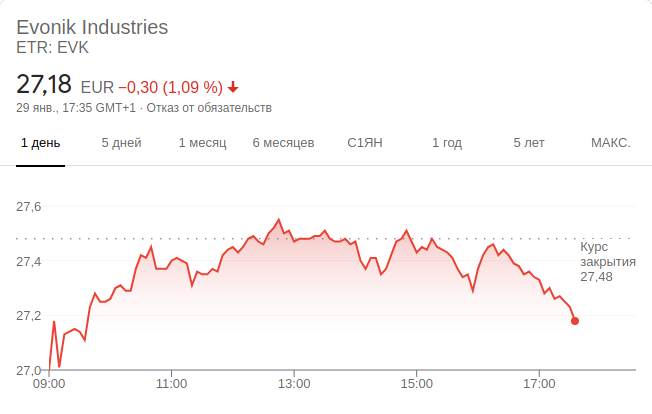 Evonik Industries
ETR: EVK
27,18 EUR −0,30 (1,09 %)
29 янв., 17:35 GMT+1 · Отказ от обязательств
1 день 5 дней 1 месяц 6 месяцев С1ЯН 1 год 5 лет МАКС.
27,6
27,4
27,2
27,0
Курс
закрытия
27,48
09:00 11:00 13:00 15:00 17:00